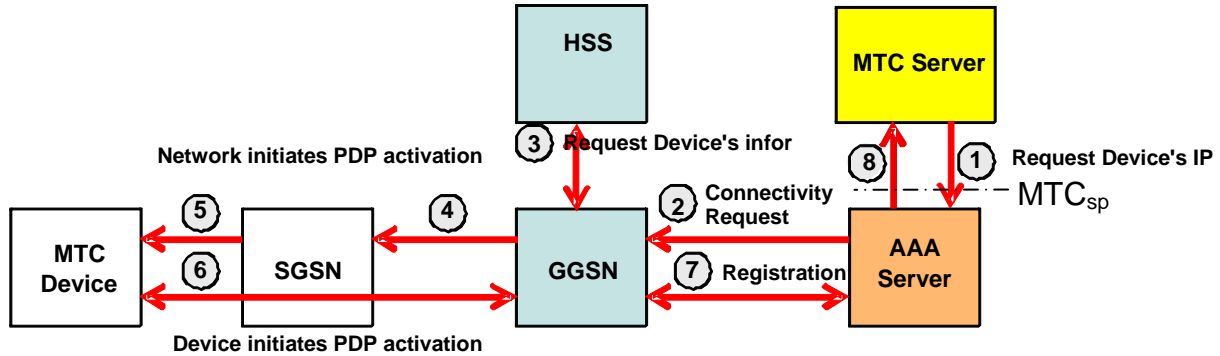 HSS
MTC Server
3
Request Device's infor
Network initiates PDP activation
8
1
Request Device's IP
MTCsp
5
4
2
Connectivity
Request
MTC
Device
SGSN
GGSN
AAA
Server
6
7
Registration
Device initiates PDP activation